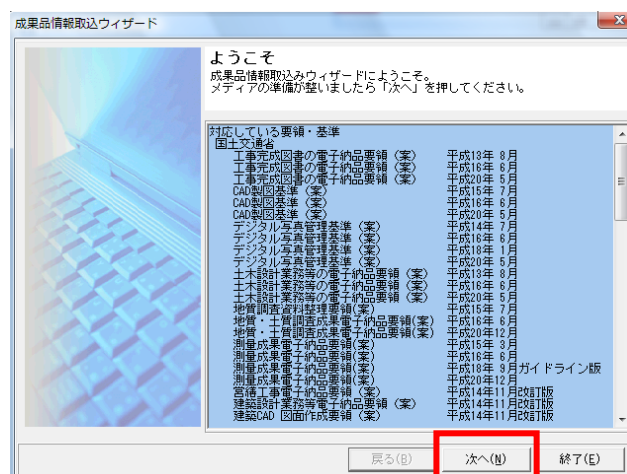 成果品情報取込ウィザード
ようこそ
成果品情報取込みウィザードにようこそ。
メディアの準備が整いましたら「次へ」を押してください。
対応している要領・基準
国土交通省
工事完成図書の電子納品要領（案） 平成13年 8月
工事完成図書の電子納品要領（案） 平成16年 6月
工事完成図書の電子納品要領（案） 平成20年 5月
CAD製図基準（案） 平成15年 7月
CAD製図基準（案） 平成16年 6月
CAD製図基準（案） 平成20年 5月
デジタル写真管理基準（案） 平成14年 7月
デジタル写真管理基準（案） 平成16年 6月
デジタル写真管理基準（案） 平成18年 1月
デジタル写真管理基準（案） 平成20年 5月
土木設計業務等の電子納品要領（案） 平成13年 8月
土木設計業務等の電子納品要領（案） 平成16年 6月
土木設計業務等の電子納品要領（案） 平成20年 5月
地質調査資料整理要領(案) 平成15年 7月
地質・土質調査成果電子納品要領(案) 平成16年 6月
地質・土質調査成果電子納品要領(案) 平成20年12月
測量成果電子納品要領(案) 平成15年 3月
測量成果電子納品要領(案) 平成16年 6月
測量成果電子納品要領(案) 平成18年 9月ガイドライン版
測量成果電子納品要領(案) 平成20年12月
営繕工事電子納品要領（案） 平成14年11月改訂版
建築設計業務等電子納品要領（案） 平成14年11月改訂版
建築CAD 図面作成要領（案） 平成14年11月改訂版
戻る(B) 次へ(N) 終了(E)